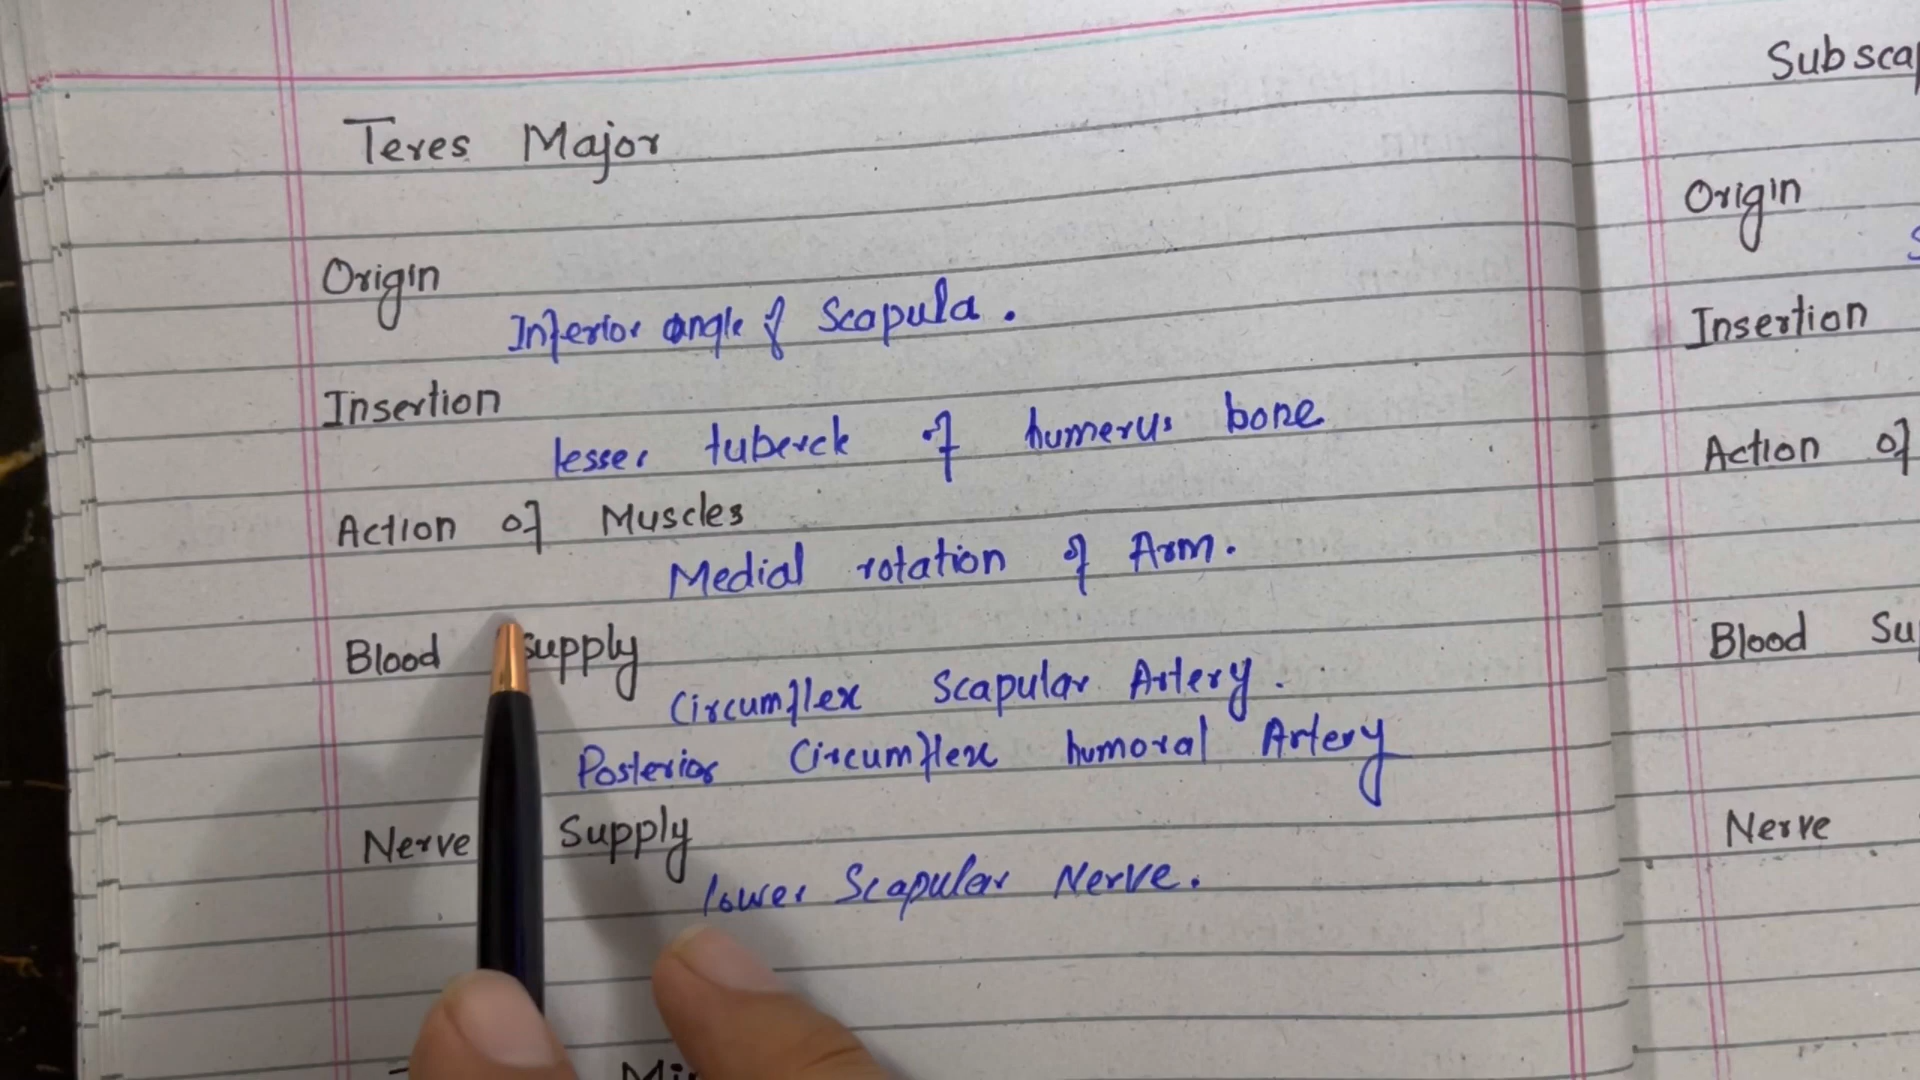 Teres Major
Origin
Inferior angle of Scapula.
Insertion
lesser tubercle of humerus bone
Action of Muscles
Medial rotation of Arm.
Blood supply
Circumflex Scapular Artery.
Posterior Circumflex humoral Artery
Nerve Supply
lower Scapular Nerve.
Subscap
Origin
S
Insertion
Action of
Blood Su
Nerve